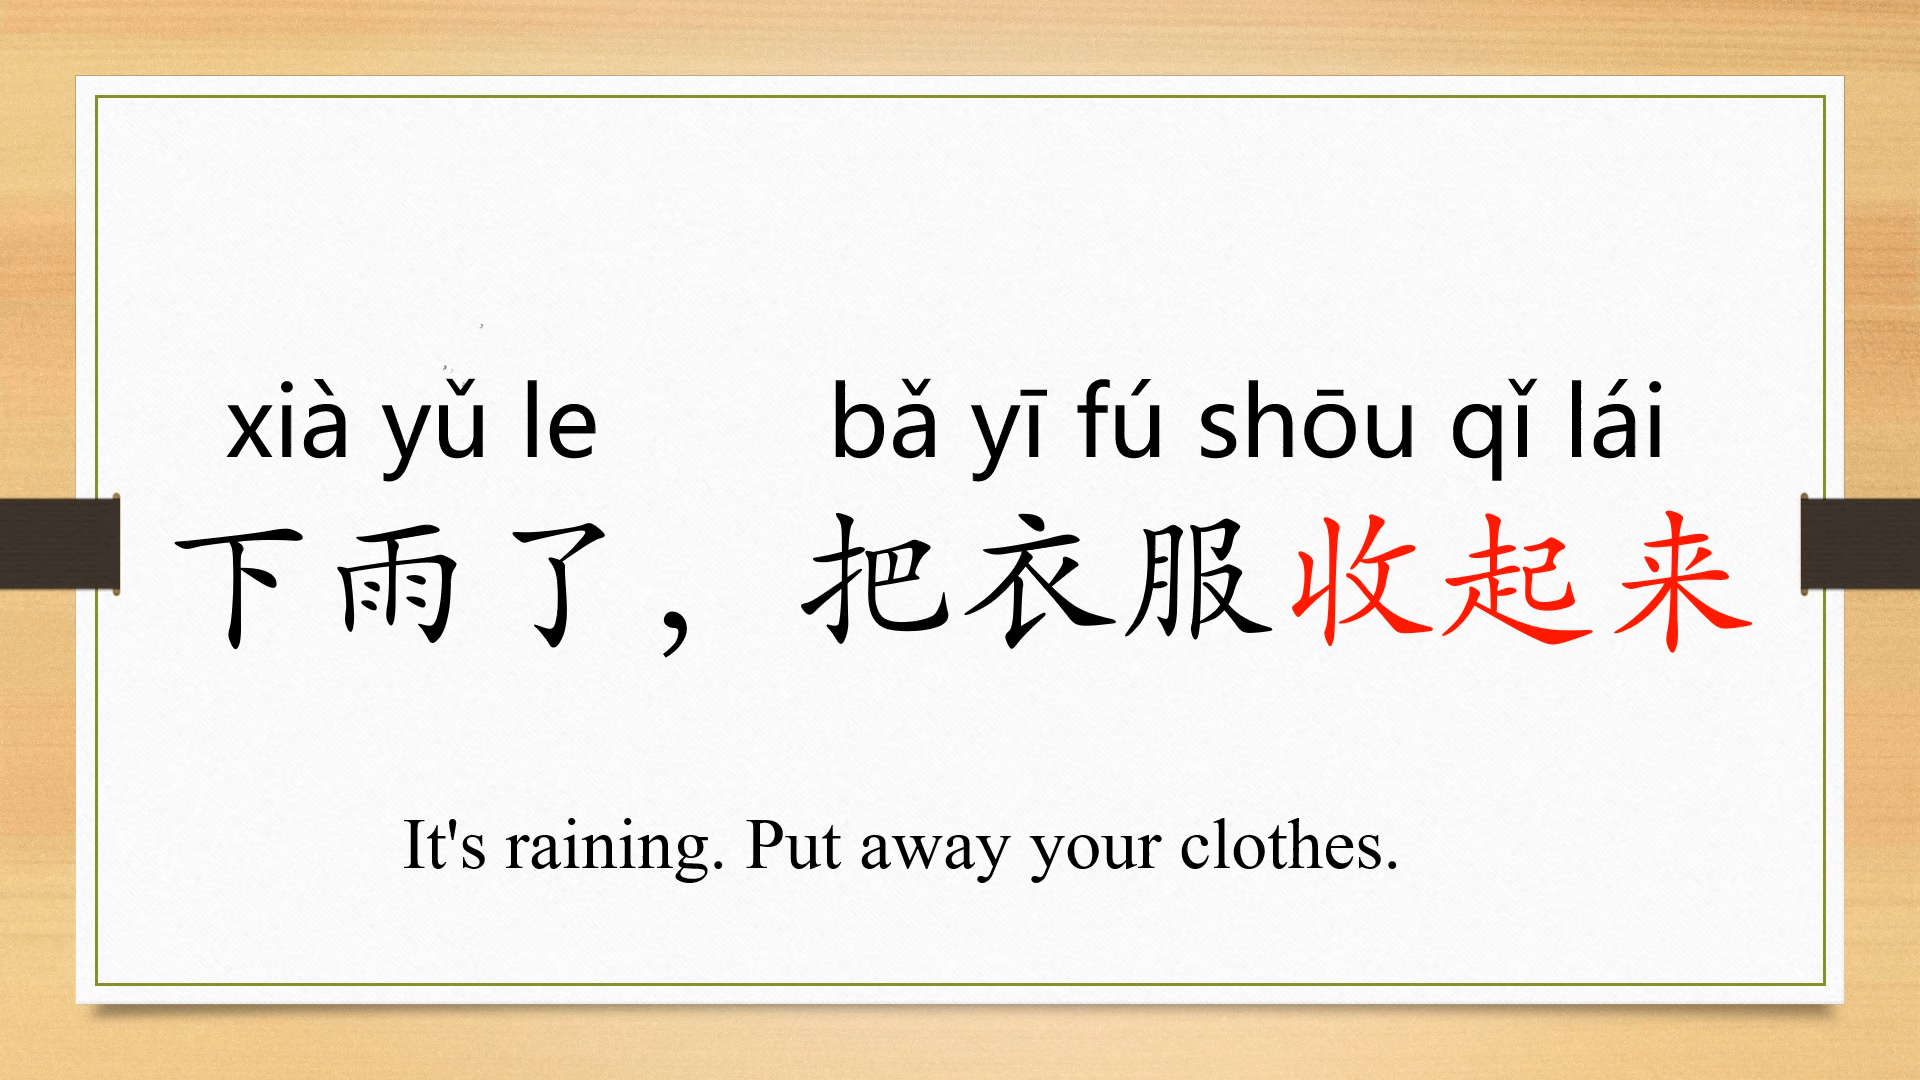 xià yǔ le bǎ yī fú shōu qǐ lái
下雨了，把衣服收起来
It's raining. Put away your clothes.